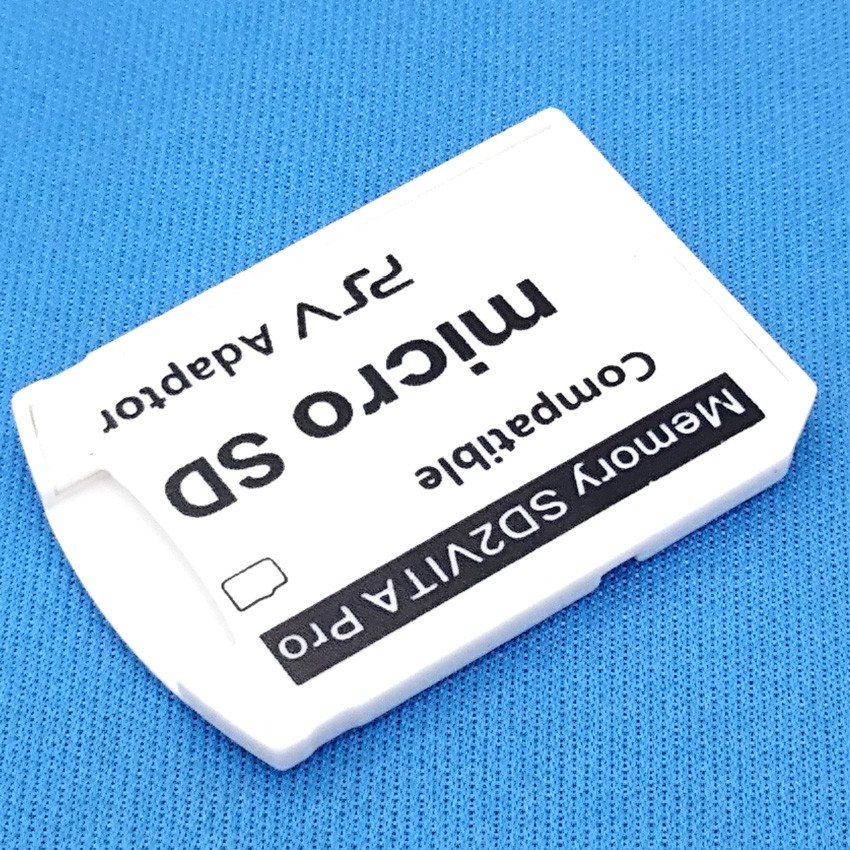 Memory SD2VITA Pro
Compatible
micro SD
PSV Adaptor